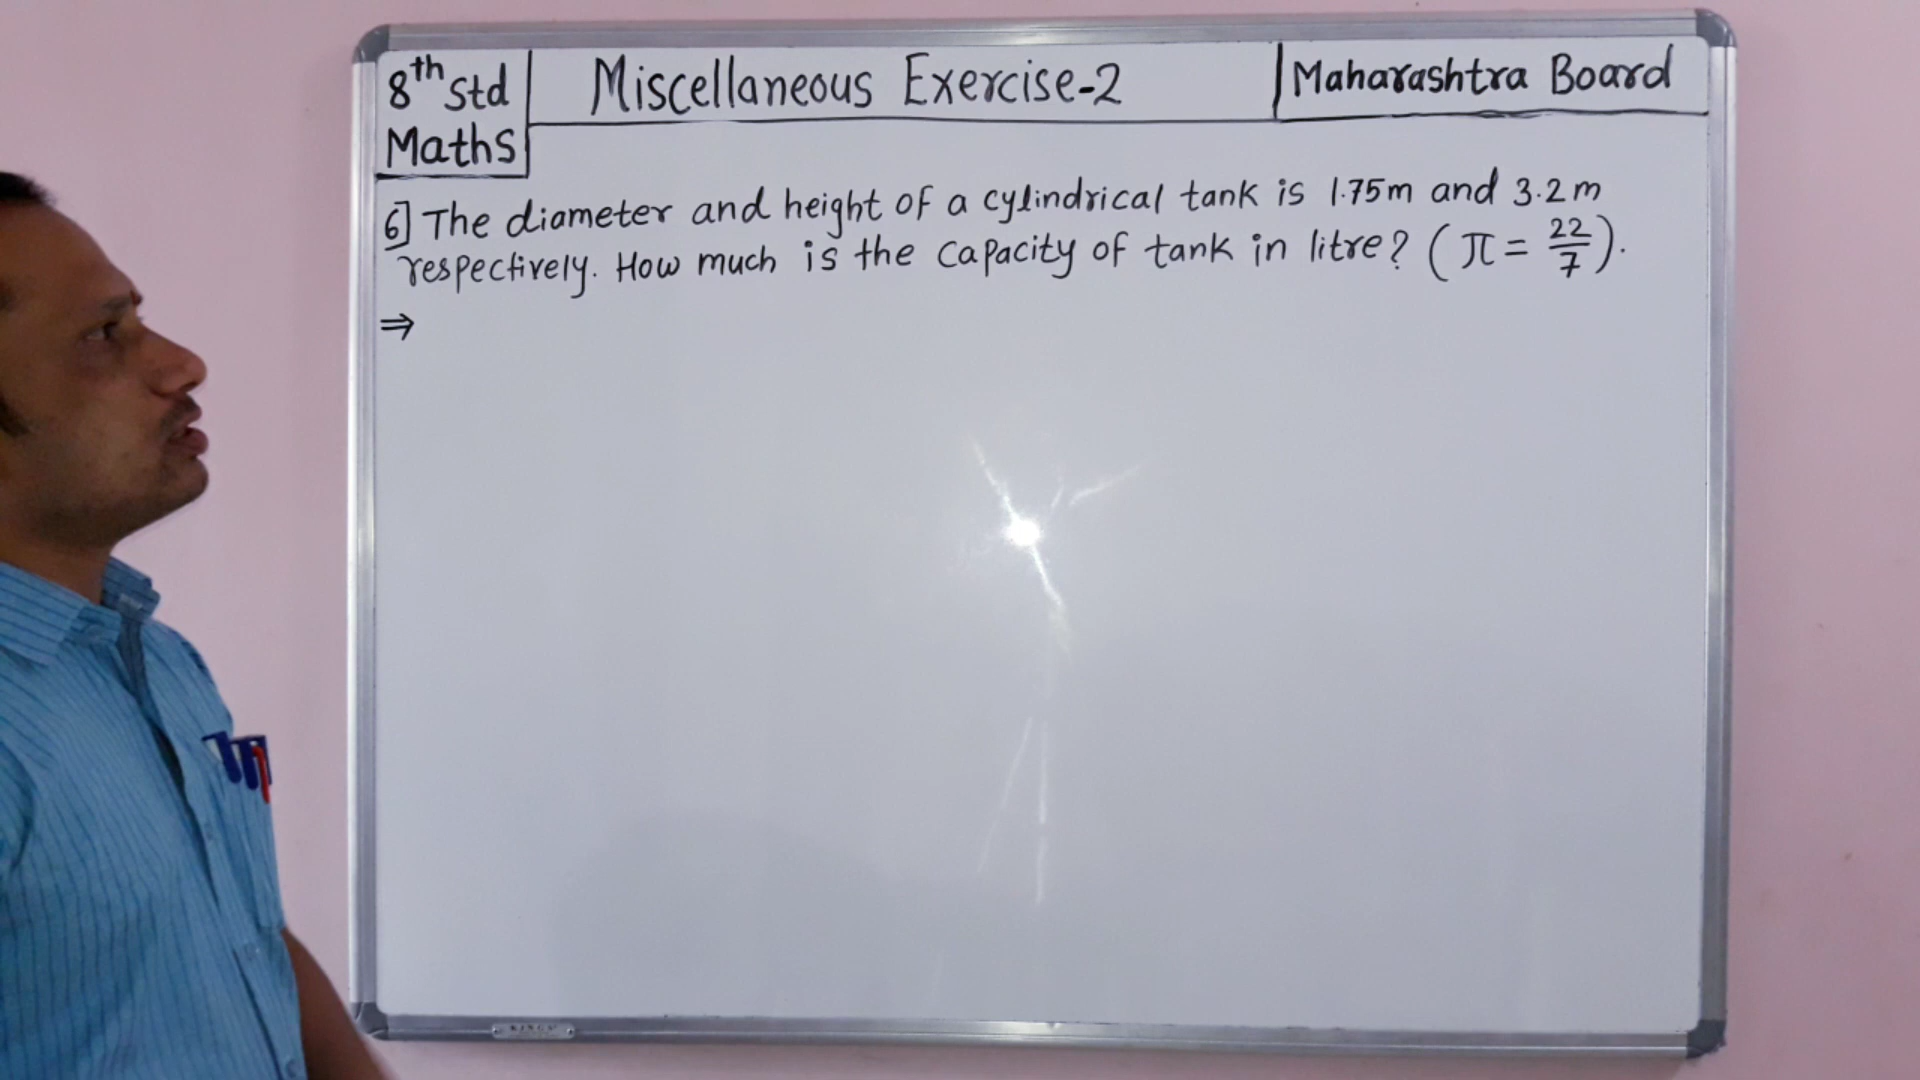 8th std Maths
Miscellaneous Exercise-2
Maharashtra Board
6] The diameter and height of a cylindrical tank is 1.75m and 3.2m
respectively. How much is the capacity of tank in litre? (π = 22/7).
⇒